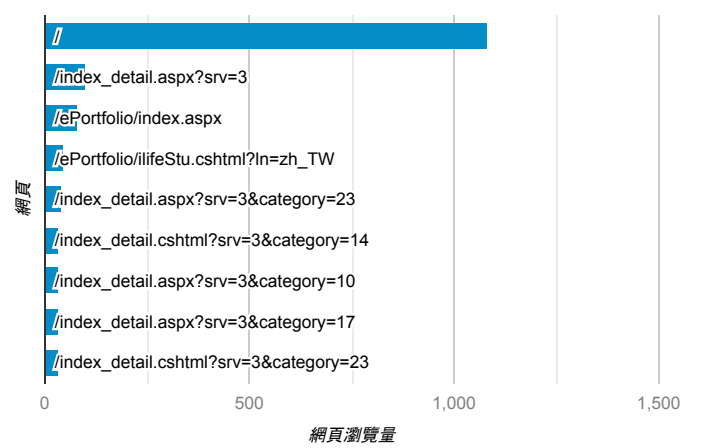 /
/index_detail.aspx?srv=3
/ePortfolio/index.aspx
/ePortfolio/ilifeStu.cshtml?ln=zh_TW
/index_detail.aspx?srv=3&category=23
/index_detail.cshtml?srv=3&category=14
/index_detail.aspx?srv=3&category=10
/index_detail.aspx?srv=3&category=17
/index_detail.cshtml?srv=3&category=23
網頁
0 500 1,000 1,500
網頁瀏覽量